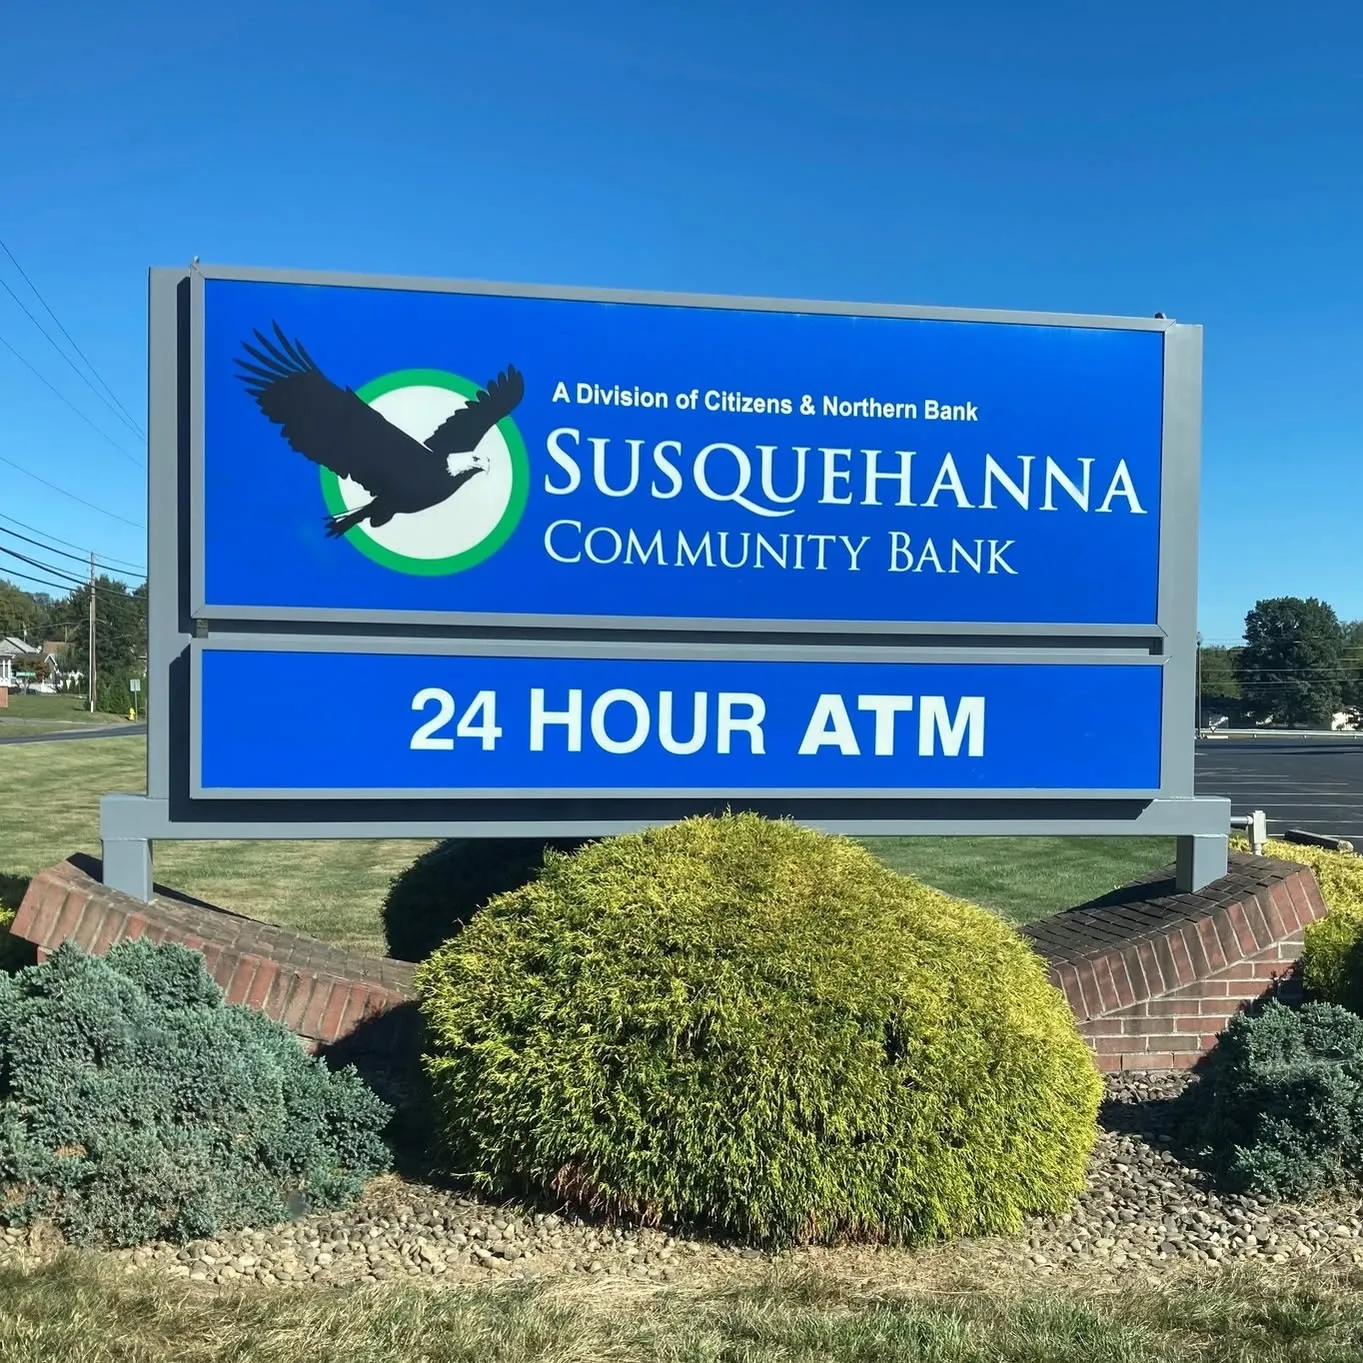 A Division of Citizens & Northern Bank
SUSQUEHANNA
COMMUNITY BANK
24 HOUR ATM